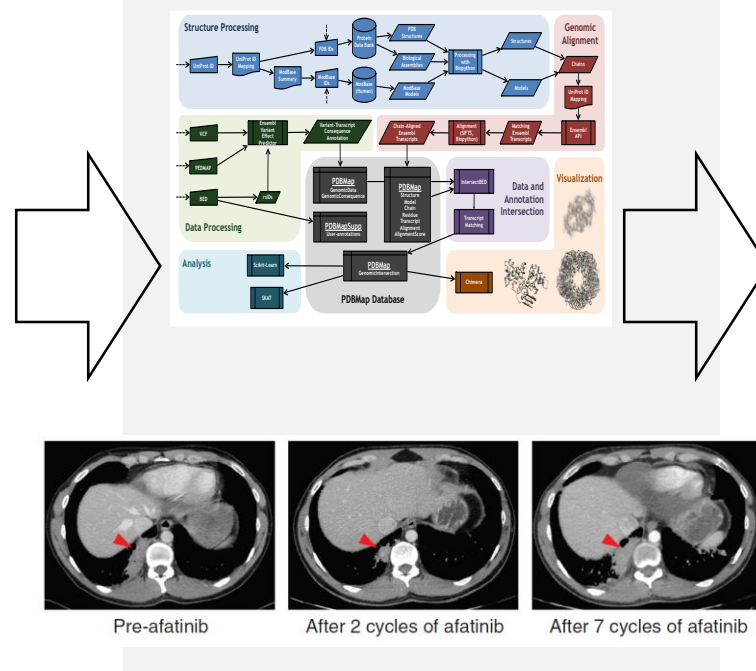 Structure Processing
UniProt ID
UniProt ID
Mapping
ModBase
Summary
PDB IDs
ModBase
IDs
Protein
Data Bank
ModBase
(Human)
PDB
Structures
Biological
Assemblies
ModBase
Models
Processing
with
Biopython
Structures
Models
Genomic
Alignment
Chains
UniProt ID
Mapping
Ensembl
API
Matching
Ensembl
Transcripts
Alignment
(SIFTS,
Biopython)
Chain-Aligned
Ensembl
Transcripts
VCF
PEDMAP
BED
Ensembl
Variant
Effect
Predictor
rsIDs
Variant-Transcript
Consequence
Annotation
Data Processing
PDBMap
GenomicData
GenomicConsequence
PDBMapSupp
User-annotations
PDBMap
Structure
Model
Chain
Residue
Transcript
Alignment
AlignmentScore
PDBMap
GenomicIntersection
PDBMap Database
IntersectBED
Transcript
Matching
Data and
Annotation
Intersection
Visualization
Chimera
Analysis
Scikit-Learn
SKAT
Pre-afatinib
After 2 cycles of afatinib
After 7 cycles of afatinib